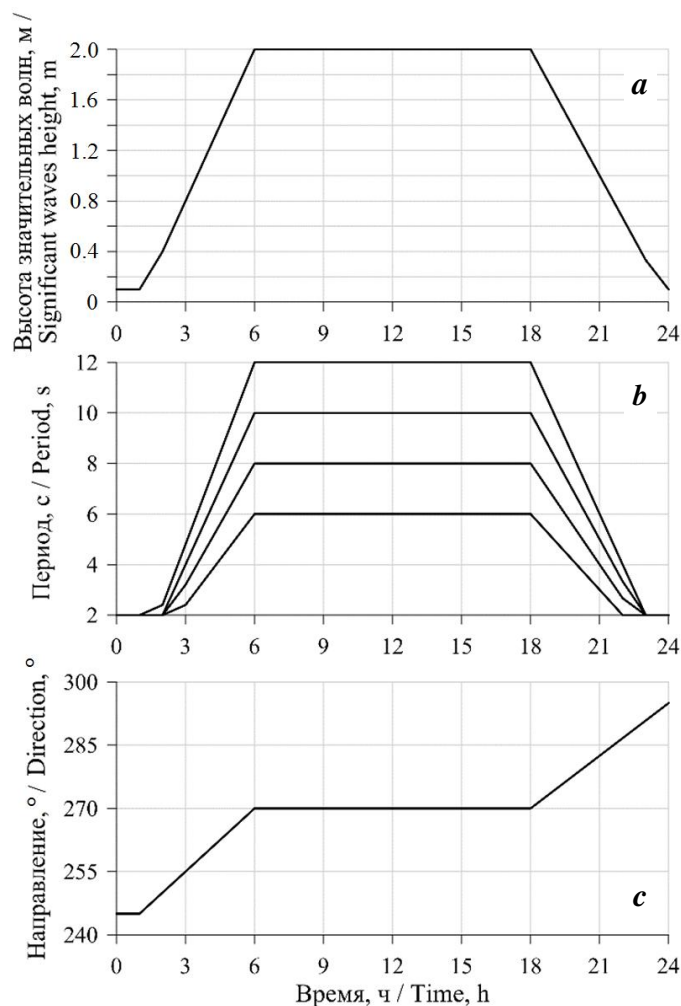 Высота значительных волн, м /
Significant waves height, m
2.0
1.6
1.2
0.8
0.4
0
a
0 3 6 9 12 15 18 21 24
Период, с / Period, s
12
10
8
6
4
2
b
0 3 6 9 12 15 18 21 24
Направление, º / Direction, º
300
285
270
255
240
c
0 3 6 9 12 15 18 21 24
Время, ч / Time, h